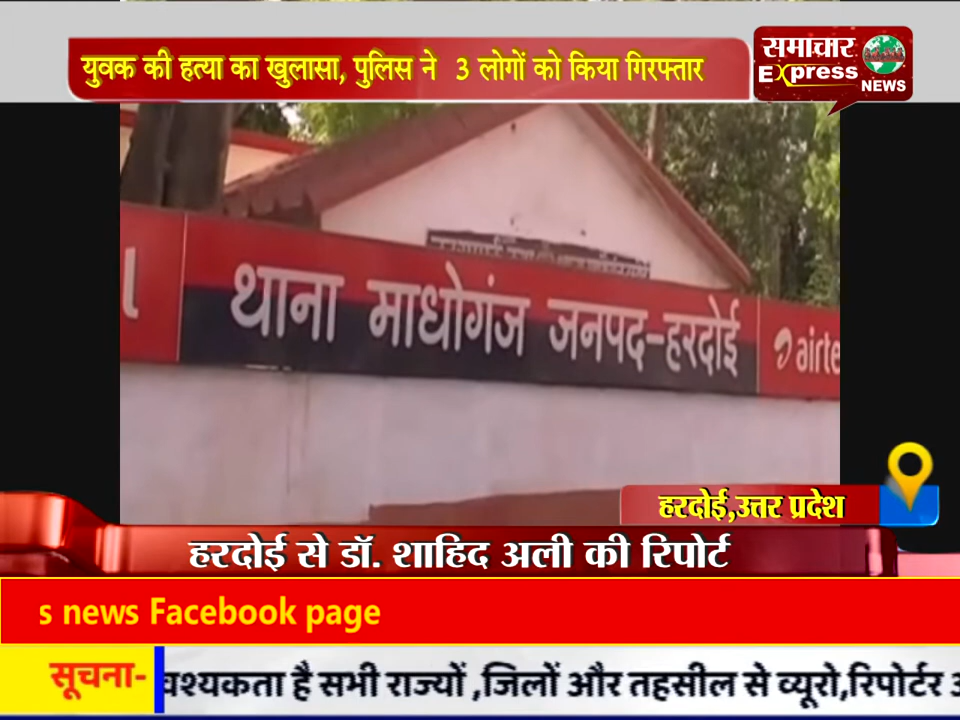 युवक की हत्या का खुलासा, पुलिस ने 3 लोगों को किया गिरफ्तार
समाचार
Express
NEWS
l
थाना माधोगंज जनपद-हरदोई
airte
हरदोई,उत्तर प्रदेश
हरदोई से डॉ. शाहिद अली की रिपोर्ट
s news Facebook page
सूचना-
वश्यकता है सभी राज्यों ,जिलों और तहसील से व्यूरो,रिपोर्टर